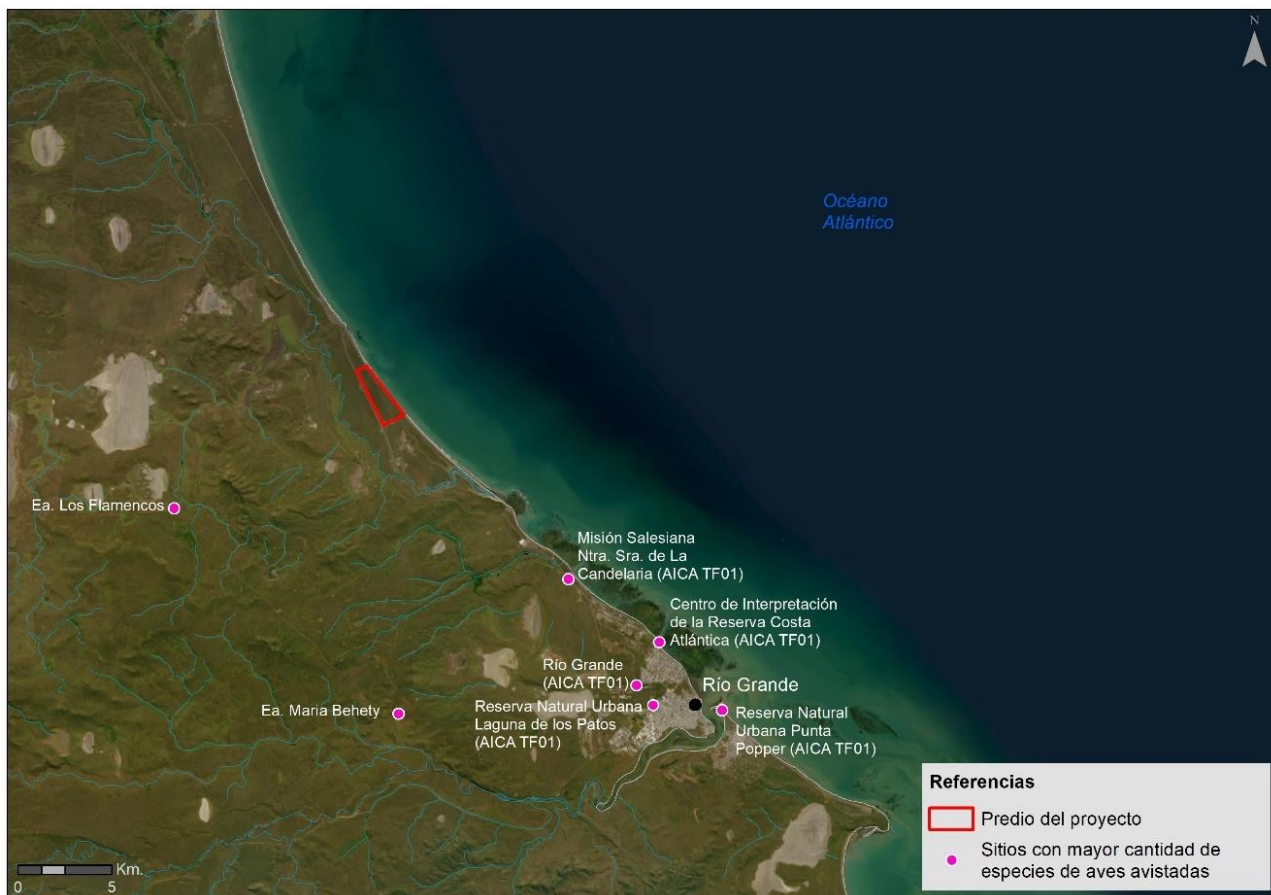 N
Océano
Atlántico
Ea. Los Flamencos
Misión Salesiana
Ntra. Sra. de La
Candelaria (AICA TF01)
Centro de Interpretación
de la Reserva Costa
Atlántica (AICA TF01)
Río Grande
(AICA TF01)
Río Grande
Ea. Maria Behety
Reserva Natural Urbana
Laguna de los Patos
(AICA TF01)
Reserva Natural
Urbana Punta
Popper (AICA TF01)
Referencias
Predio del proyecto
Sitios con mayor cantidad de
especies de aves avistadas
Km.
0 5